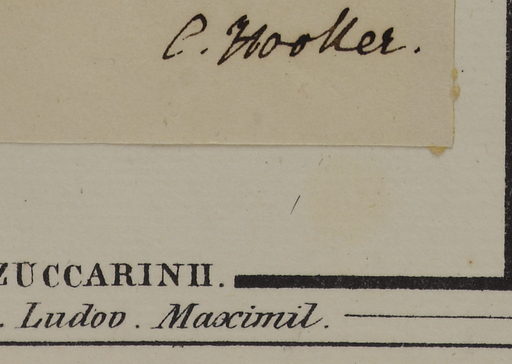 C. Hooker.
ZUCCARINII.
. Ludov. Maximil.